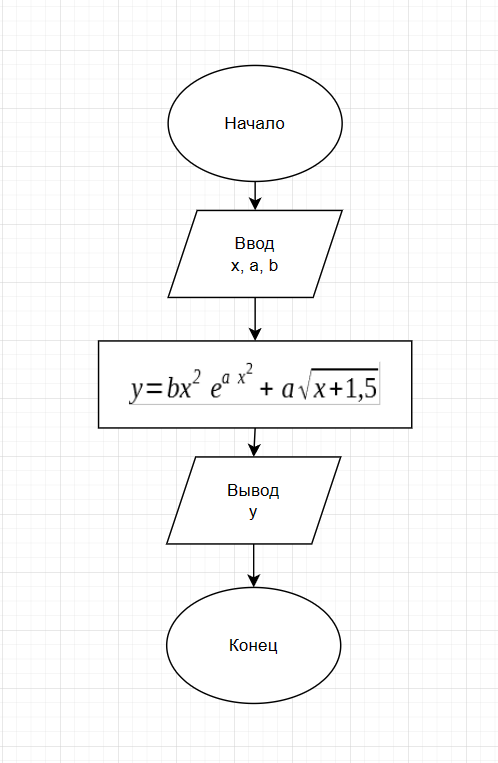 Начало
Ввод
x, a, b
y=bx² e^{a x²} + a√(x+1,5)
Вывод
y
Конец